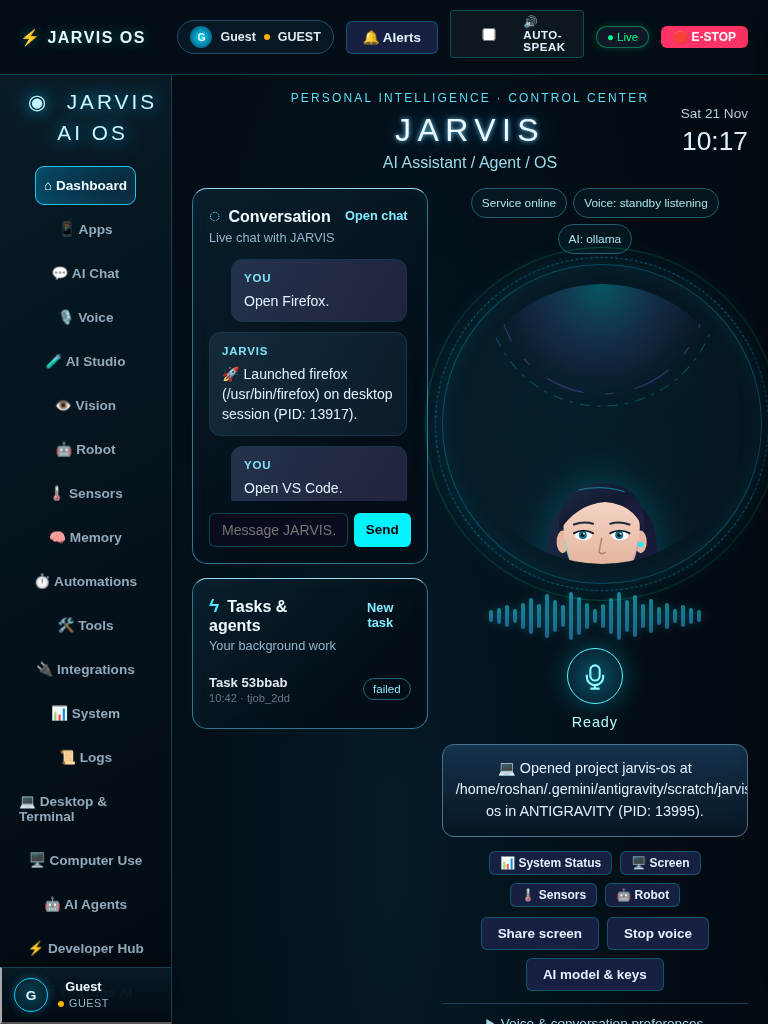 ⚡ JARVIS OS
G Guest GUEST
🔔 Alerts
🔊 AUTO-SPEAK
● Live
🛑 E-STOP
◉ JARVIS
AI OS
⌂ Dashboard
📱 Apps
💬 AI Chat
🎙️ Voice
🧪 AI Studio
👁️ Vision
🤖 Robot
🌡️ Sensors
🧠 Memory
⏱️ Automations
🛠️ Tools
🔌 Integrations
📊 System
📜 Logs
💻 Desktop &
Terminal
🖥️ Computer Use
🤖 AI Agents
⚡ Developer Hub
G Guest
GUEST
PERSONAL INTELLIGENCE · CONTROL CENTER
JARVIS
AI Assistant / Agent / OS
Sat 21 Nov
10:17
Conversation Open chat
Live chat with JARVIS
YOU
Open Firefox.
JARVIS
🚀 Launched firefox
(/usr/bin/firefox) on desktop
session (PID: 13917).
YOU
Open VS Code.
Message JARVIS. Send
ϟ Tasks &
agents
New
task
Your background work
Task 53bbab
10:42 · tjob_2dd
failed
Service online
Voice: standby listening
AI: ollama
Ready
💻 Opened project jarvis-os at
/home/roshan/.gemini/antigravity/scratch/jarvis
os in ANTIGRAVITY (PID: 13995).
📊 System Status
🖥️ Screen
🌡️ Sensors
🤖 Robot
Share screen
Stop voice
AI model & keys
▶ Voice & conversation preferences